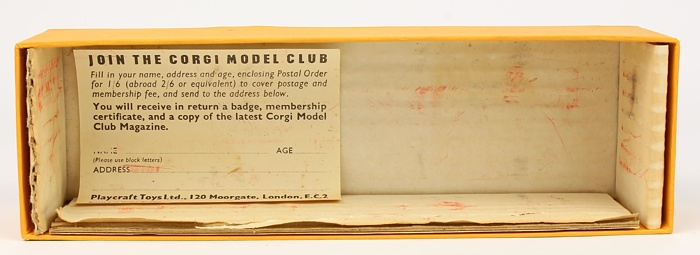 JOIN THE CORGI MODEL CLUB
Fill in your name, address and age, enclosing Postal Order
for 1/6 (abroad 2/6 or equivalent) to cover postage and
membership fee, and send to the address below.
You will receive in return a badge, membership
certificate, and a copy of the latest Corgi Model
Club Magazine.
AGE
(Please use block letters)
ADDRESS
Playcraft Toys Ltd., 120 Moorgate, London, E.C.2